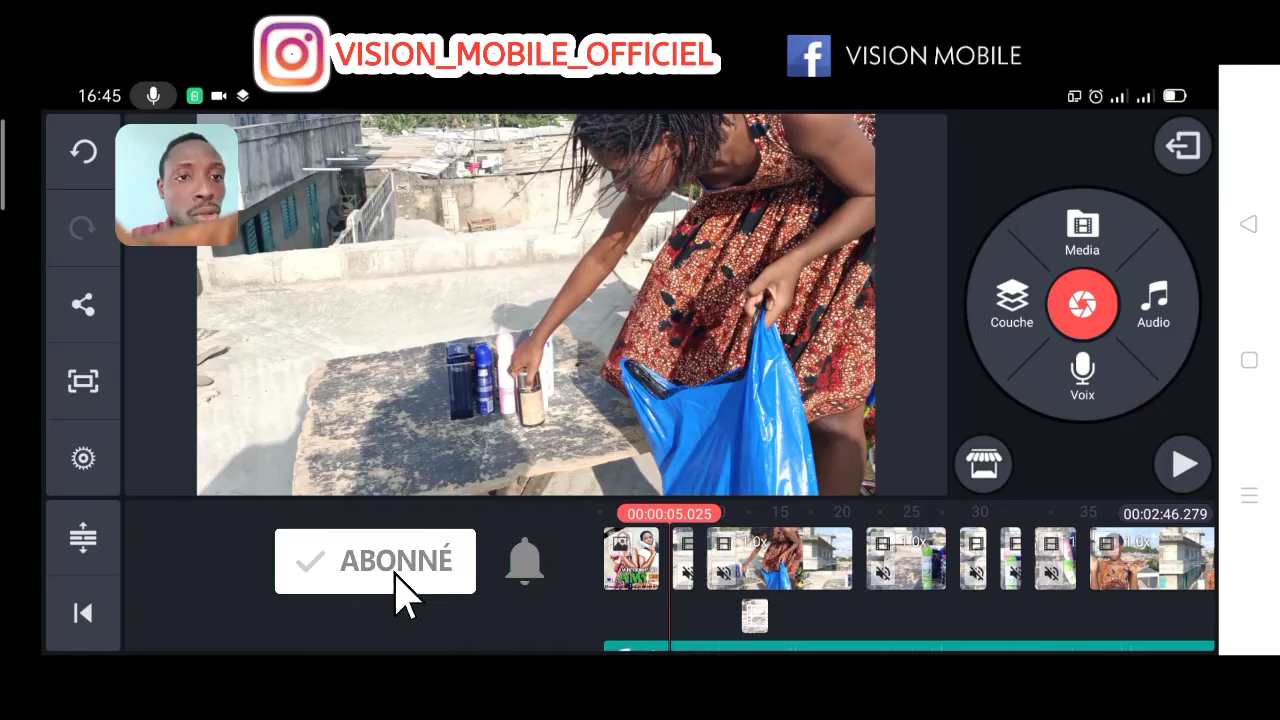 VISION_MOBILE_OFFICIEL
VISION MOBILE
16:45
Media
Couche
Audio
Voix
00:00:05.025
15
20
25
30
35
00:02:46.279
ABONNÉ
1.0x
1.0x
1.0x